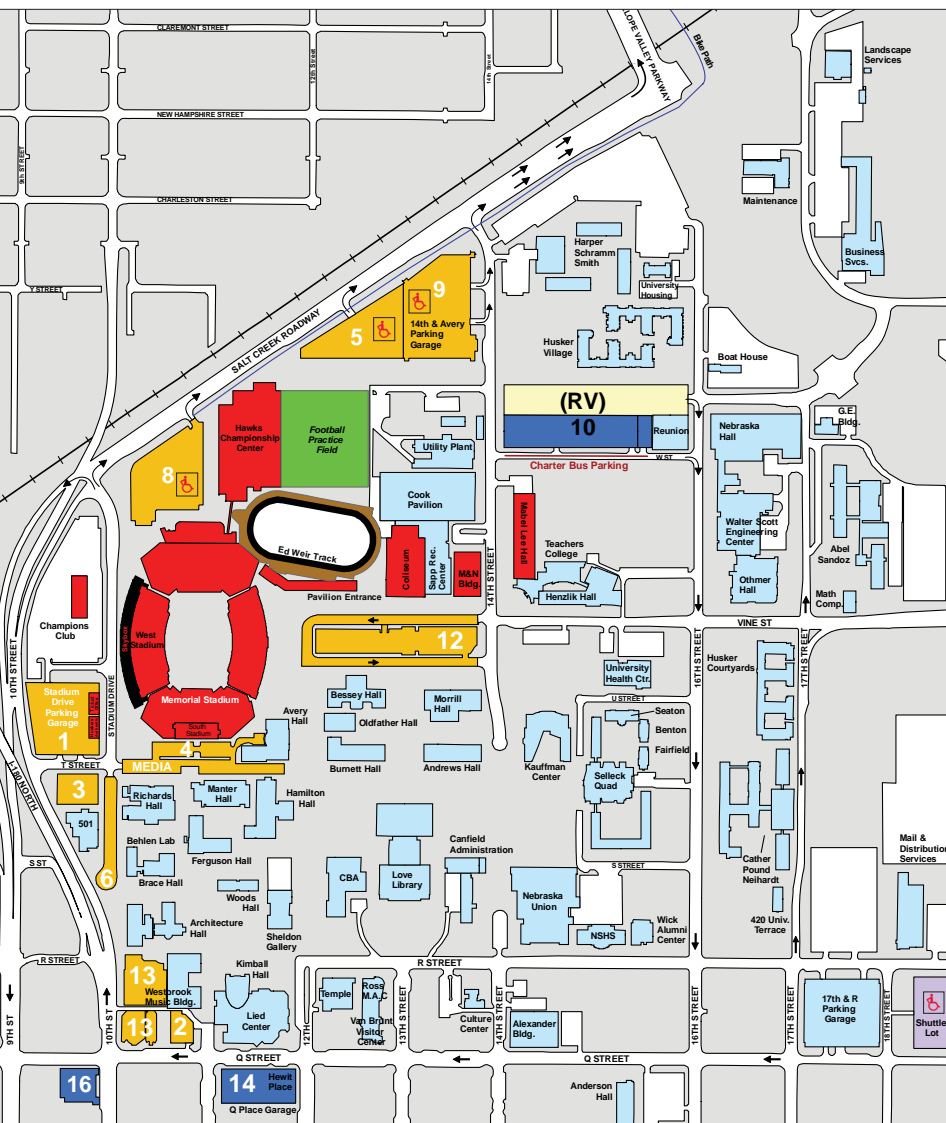 CLAREMONT STREET
12th Street
14th Street
NEW HAMPSHIRE STREET
9th STREET
CHARLESTON STREET
Y STREET
SALT CREEK ROADWAY
LOPE VALLEY PARKWAY
Bike Path
Landscape
Services
Maintenance
Business
Svcs.
Harper
Schramm
Smith
University
Housing
9
14th & Avery
Parking
Garage
5
Husker
Village
Boat House
(RV)
10
Reunion
W ST
Charter Bus Parking
Nebraska
Hall
G.E.
Bldg.
Hawks
Championship
Center
Football
Practice
Field
Utility Plant
8
Cook
Pavilion
Ed Weir Track
Coliseum
Sapp Rec.
Center
M&N
Bldg.
Pavilion Entrance
14TH STREET
Mabel Lee Hall
Teachers
College
Henzlik Hall
Walter Scott
Engineering
Center
Othmer
Hall
Abel
Sandoz
Math
Comp.
VINE ST
Champions
Club
10TH STREET
West
Stadium
Skybox
Memorial Stadium
South
Stadium
12
16TH STREET
17TH STREET
Husker
Courtyards
University
Health Ctr.
U STREET
Stadium
Drive
Parking
Garage
1
STADIUM DRIVE
Avery
Hall
4
MEDIA
T STREET
Bessey Hall
Oldfather Hall
Burnett Hall
Morrill
Hall
Andrews Hall
Kauffman
Center
Seaton
Benton
Fairfield
Selleck
Quad
I-180 NORTH
3
501
Richards
Hall
Manter
Hall
Hamilton
Hall
Behlen Lab
Ferguson Hall
Brace Hall
S ST
6
Woods
Hall
Architecture
Hall
Sheldon
Gallery
CBA
Love
Library
Canfield
Administration
Nebraska
Union
S STREET
NSHS
Wick
Alumni
Center
Cather
Pound
Neihardt
420 Univ.
Terrace
Mail &
Distribution
Services
R STREET
R STREET
13
Westbrook
Music Bldg.
13
2
Kimball
Hall
Lied
Center
Temple
Ross
M.A.C
Van Brunt
Visitor
Center
Culture
Center
Alexander
Bldg.
17th & R
Parking
Garage
Shuttle
Lot
9TH ST
10TH ST
12TH
13TH STREET
14TH STREET
16TH STREET
17TH STREET
18TH STREET
Q STREET
Q STREET
16
14
Hewit
Place
Q Place Garage
Anderson
Hall